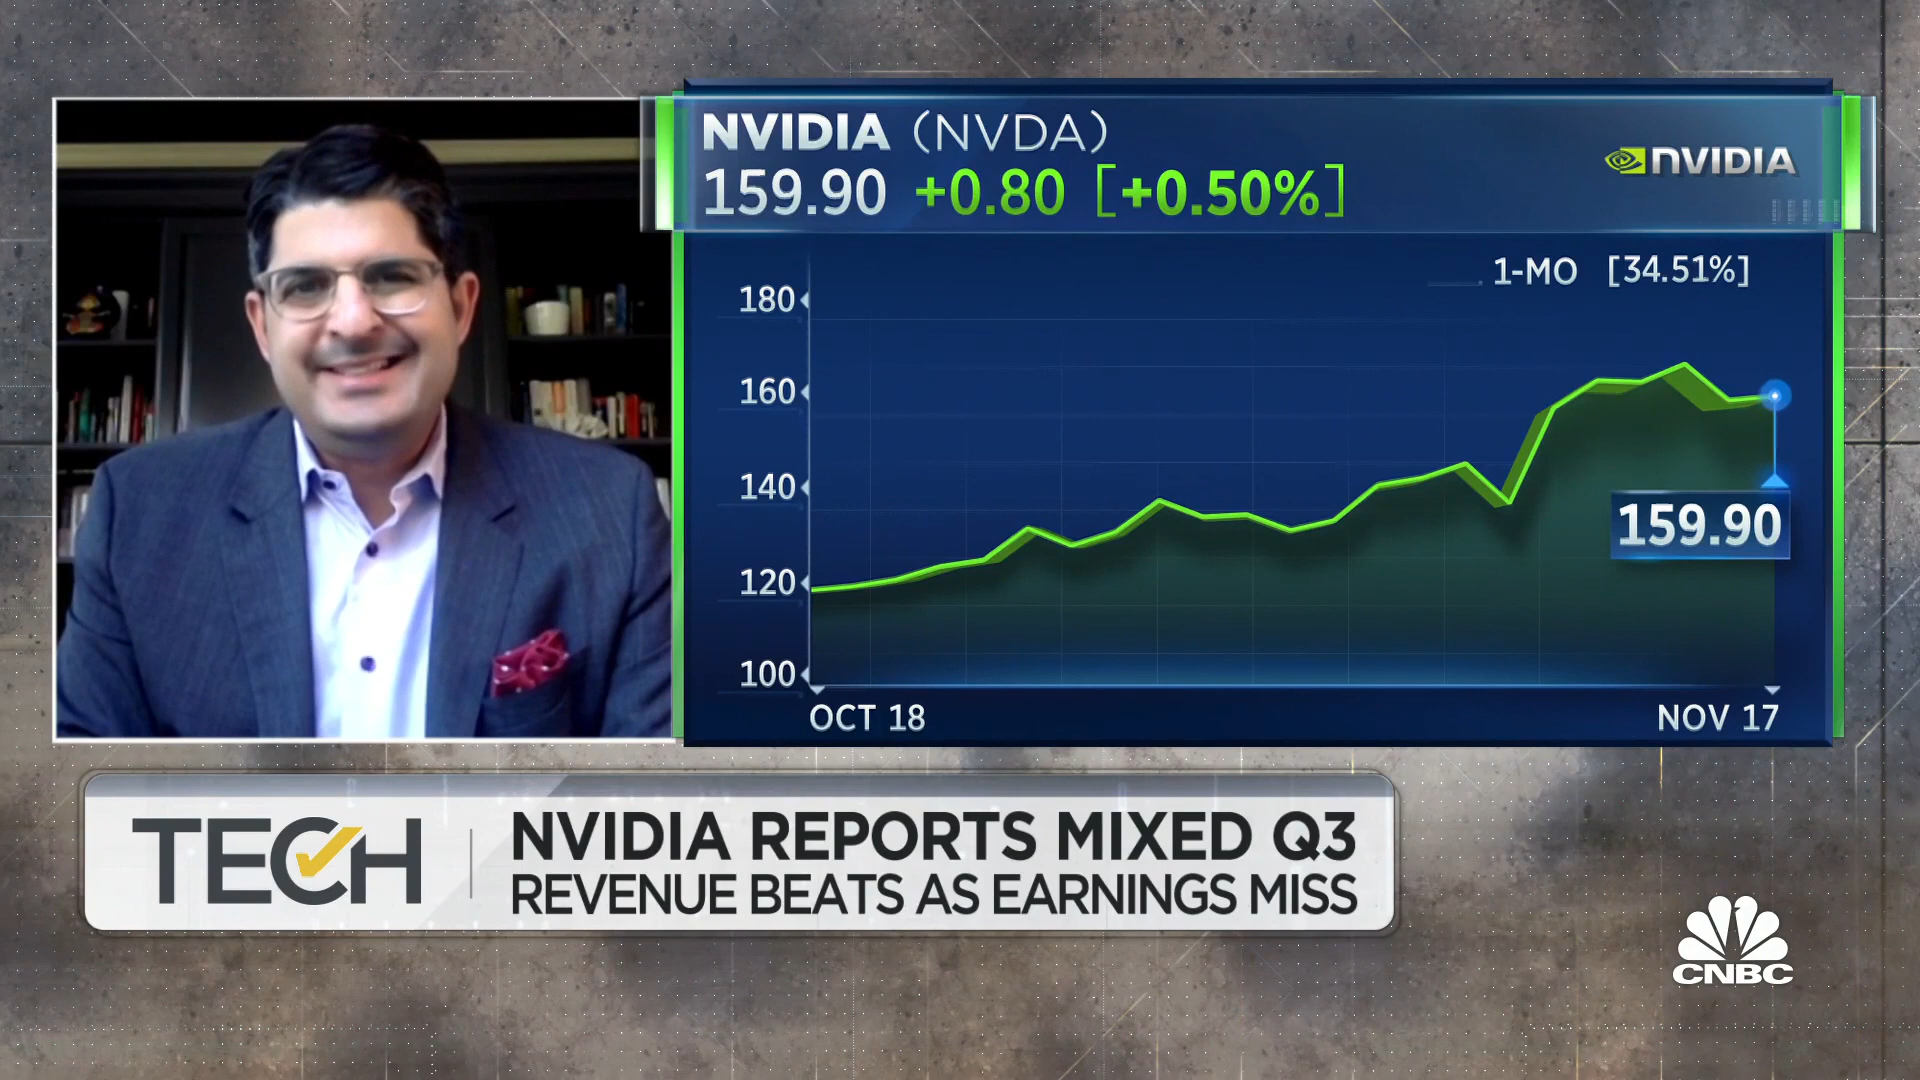 NVIDIA (NVDA)
159.90 +0.80 [+0.50%]
NVIDIA
1-MO [34.51%]
180
160
140
120
100
159.90
OCT 18
NOV 17
TECH
NVIDIA REPORTS MIXED Q3
REVENUE BEATS AS EARNINGS MISS
CNBC